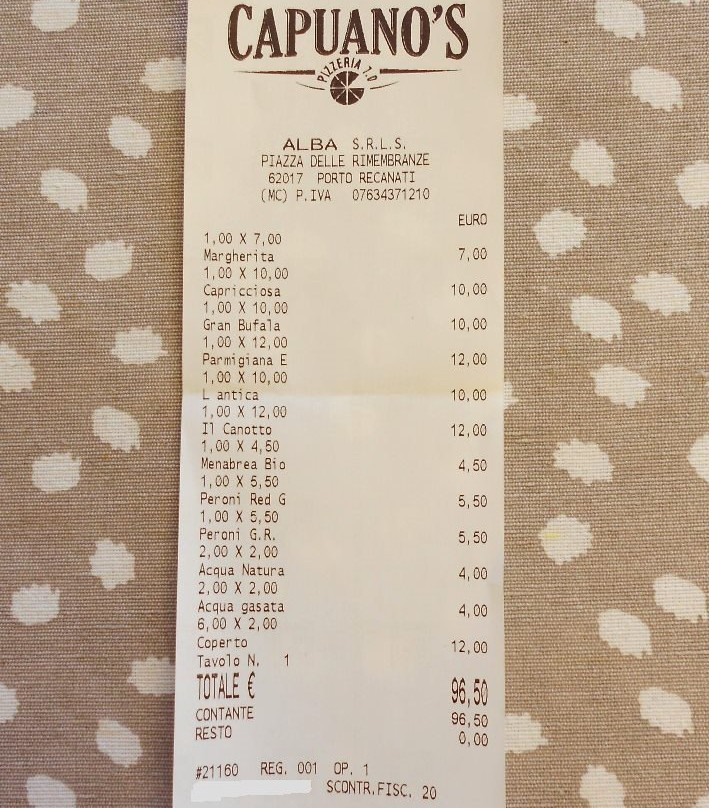 CAPUANO'S
PIZZERIA 7.0
ALBA S.R.L.S.
PIAZZA DELLE RIMEMBRANZE
62017 PORTO RECANATI
(MC) P.IVA 07634371210
EURO
1,00 X 7,00
Margherita 7,00
1,00 X 10,00
Capricciosa 10,00
1,00 X 10,00
Gran Bufala 10,00
1,00 X 12,00
Parmigiana E 12,00
1,00 X 10,00
L antica 10,00
1,00 X 12,00
Il Canotto 12,00
1,00 X 4,50
Menabrea Bio 4,50
1,00 X 5,50
Peroni Red G 5,50
1,00 X 5,50
Peroni G.R. 5,50
2,00 X 2,00
Acqua Natura 4,00
2,00 X 2,00
Acqua gasata 4,00
6,00 X 2,00
Coperto 12,00
Tavolo N. 1
TOTALE € 96,50
CONTANTE 96,50
RESTO 0,00
#21160 REG. 001 OP. 1
SCONTR.FISC. 20